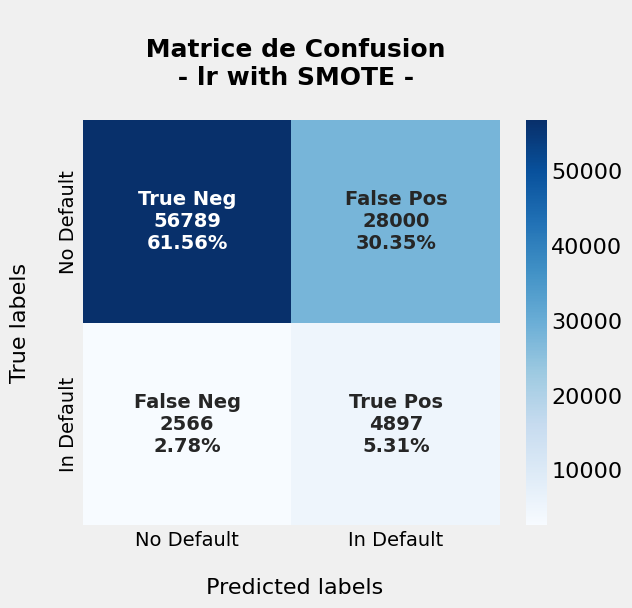 Matrice de Confusion
- lr with SMOTE -
True labels
No Default
True Neg
56789
61.56%
False Pos
28000
30.35%
In Default
False Neg
2566
2.78%
True Pos
4897
5.31%
No Default
In Default
Predicted labels
50000
40000
30000
20000
10000